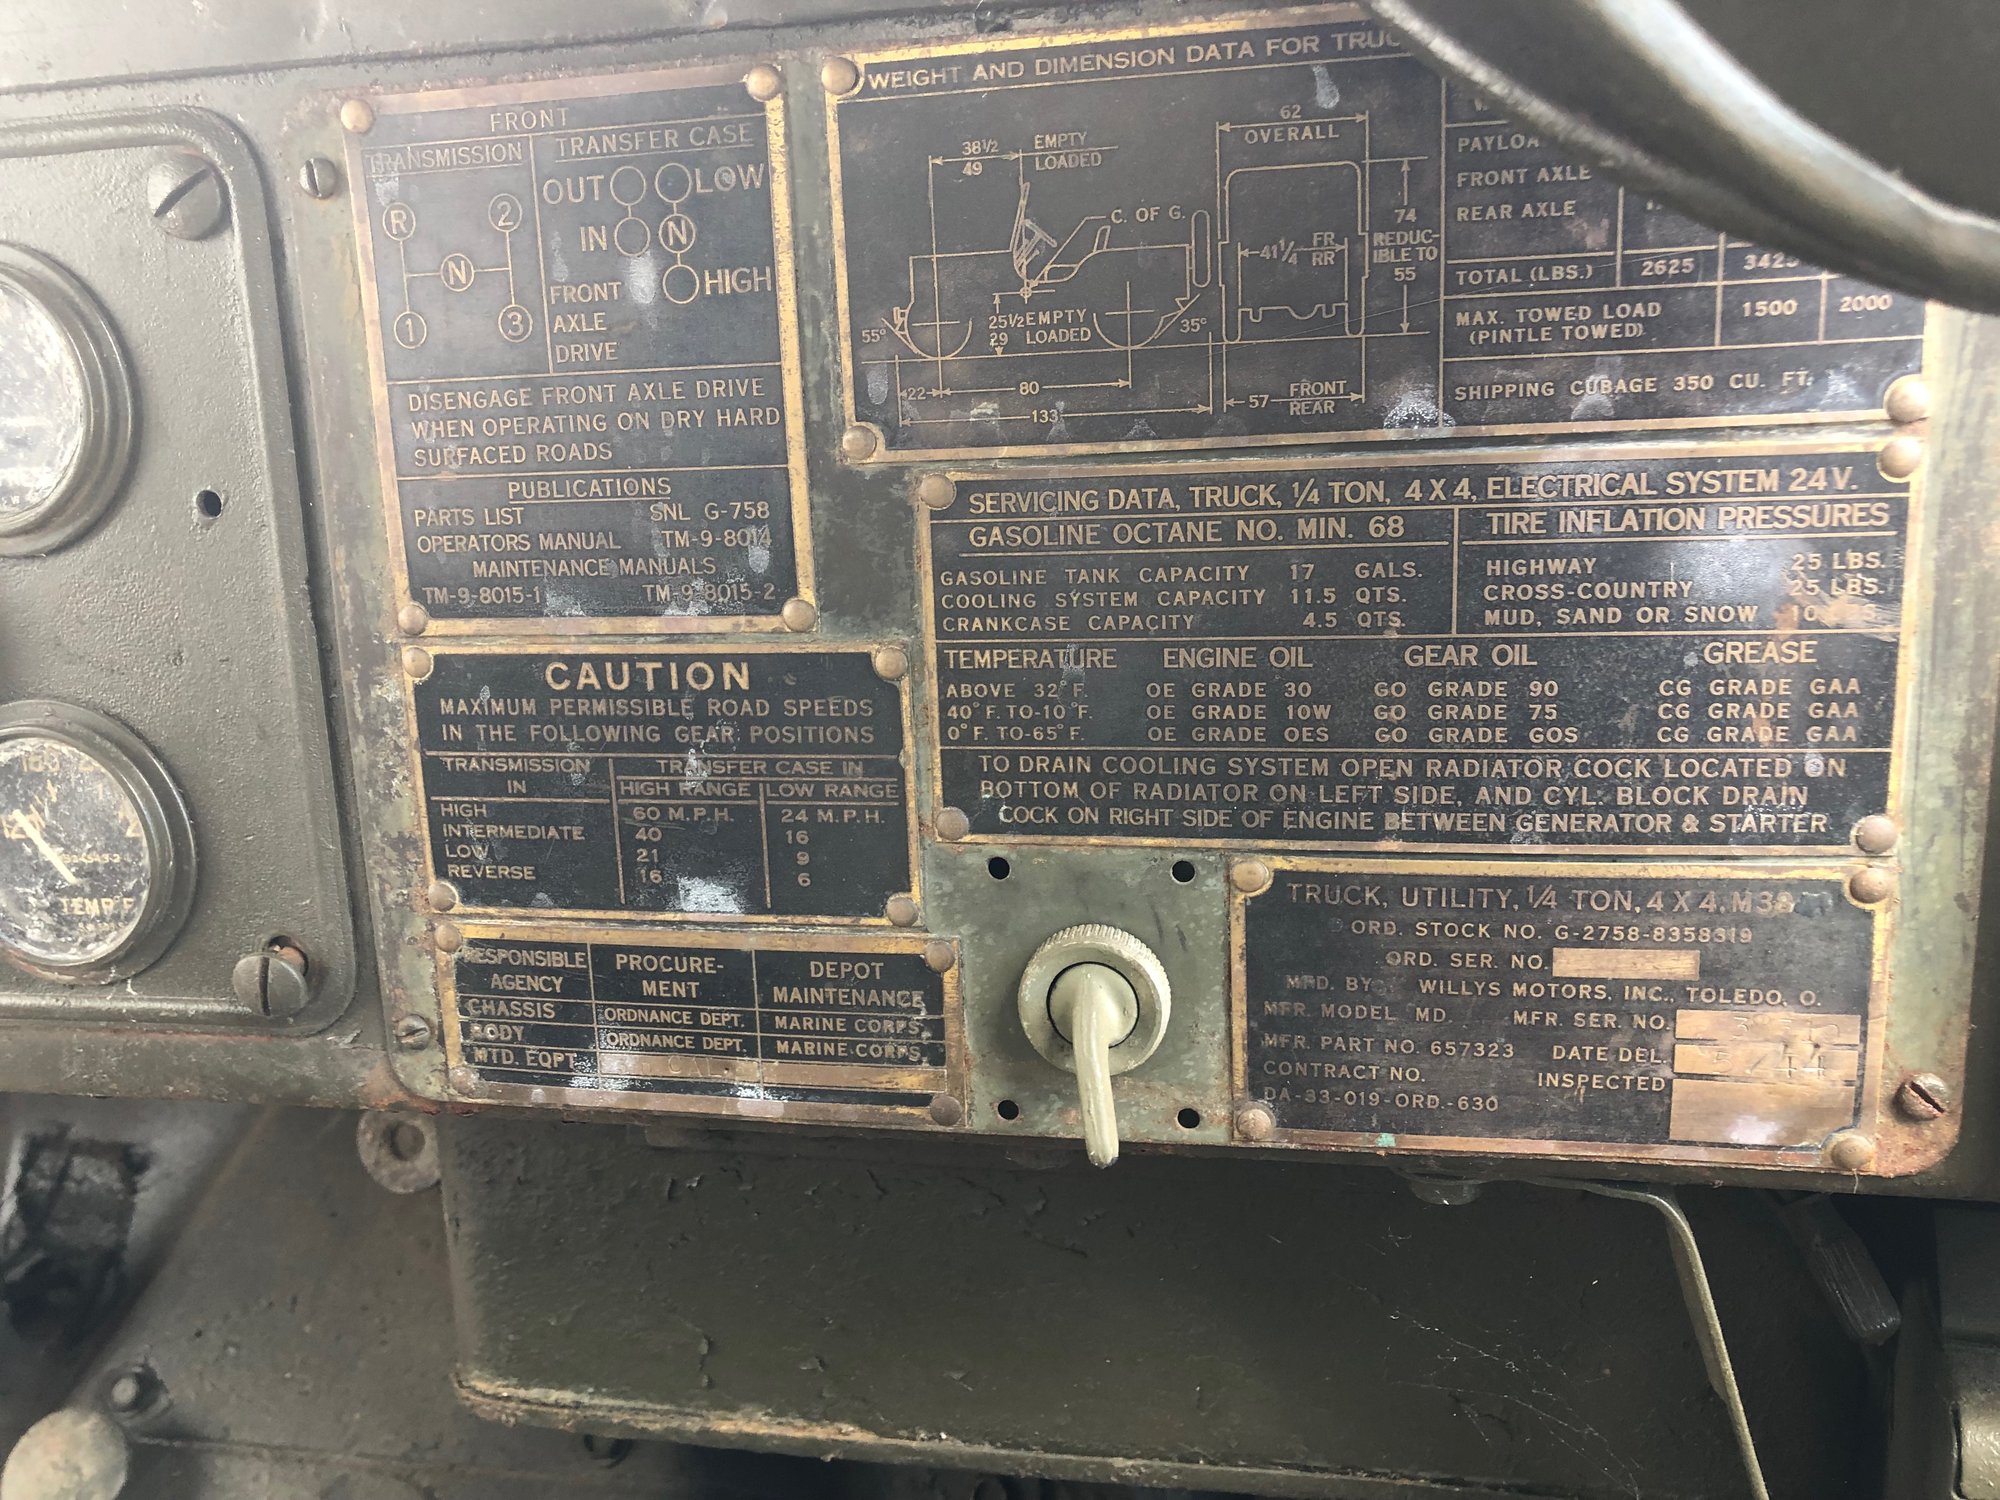 FRONT
TRANSMISSION
TRANSFER CASE
R 2
N
1 3
OUT LOW
IN N
HIGH
FRONT
AXLE
DRIVE
DISENGAGE FRONT AXLE DRIVE
WHEN OPERATING ON DRY HARD
SURFACED ROADS
PUBLICATIONS
PARTS LIST SNL G-758
OPERATORS MANUAL TM-9-8014
MAINTENANCE MANUALS
TM-9-8015-1 TM-9-8015-2
WEIGHT AND DIMENSION DATA FOR
38½ EMPTY
49 LOADED
C. OF G.
55°
25½ EMPTY
29 LOADED
35°
22 80
133
62
OVERALL
74
REDUC-
IBLE TO
55
41¼ FR
RR
57 FRONT
REAR
FRONT AXLE
REAR AXLE
TOTAL (LBS.) 2625
MAX. TOWED LOAD 1500 2000
(PINTLE TOWED)
SHIPPING CUBAGE 350 CU. FT.
SERVICING DATA, TRUCK, ¼ TON, 4 X 4, ELECTRICAL SYSTEM 24 V.
GASOLINE OCTANE NO. MIN. 68
GASOLINE TANK CAPACITY 17 GALS.
COOLING SYSTEM CAPACITY 11.5 QTS.
CRANKCASE CAPACITY 4.5 QTS.
TIRE INFLATION PRESSURES
HIGHWAY 25 LBS.
CROSS-COUNTRY 25 LBS.
MUD, SAND OR SNOW 10 LBS.
TEMPERATURE ENGINE OIL GEAR OIL GREASE
ABOVE 32°F. OE GRADE 30 GO GRADE 90 CG GRADE GAA
40°F. TO-10°F. OE GRADE 10W GO GRADE 75 CG GRADE GAA
0°F. TO-65°F. OE GRADE OES GO GRADE GOS CG GRADE GAA
TO DRAIN COOLING SYSTEM OPEN RADIATOR COCK LOCATED ON
BOTTOM OF RADIATOR ON LEFT SIDE, AND CYL. BLOCK DRAIN
COCK ON RIGHT SIDE OF ENGINE BETWEEN GENERATOR & STARTER
CAUTION
MAXIMUM PERMISSIBLE ROAD SPEEDS
IN THE FOLLOWING GEAR POSITIONS
TRANSMISSION
IN
TRANSFER CASE IN
HIGH RANGE LOW RANGE
HIGH 60 M.P.H. 24 M.P.H.
INTERMEDIATE 40 16
LOW 21 9
REVERSE 16 6
RESPONSIBLE
AGENCY
PROCURE-
MENT
DEPOT
MAINTENANCE
CHASSIS ORDNANCE DEPT. MARINE CORPS.
BODY ORDNANCE DEPT. MARINE CORPS.
MTD. EQPT
TRUCK, UTILITY, ¼ TON, 4 X 4, M38
ORD. STOCK NO. G-2758-8358319
ORD. SER. NO.
MFD. BY WILLYS MOTORS, INC., TOLEDO, O.
MFR. MODEL MD MFR. SER. NO.
MFR. PART NO. 657323 DATE DEL.
CONTRACT NO. INSPECTED
DA-33-019-ORD.-630
TEMP F